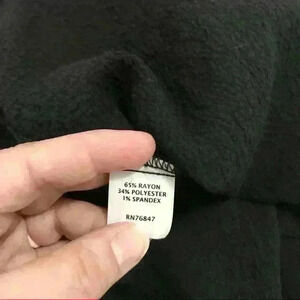 65% RAYON
34% POLYESTER
1% SPANDEX
RN76847